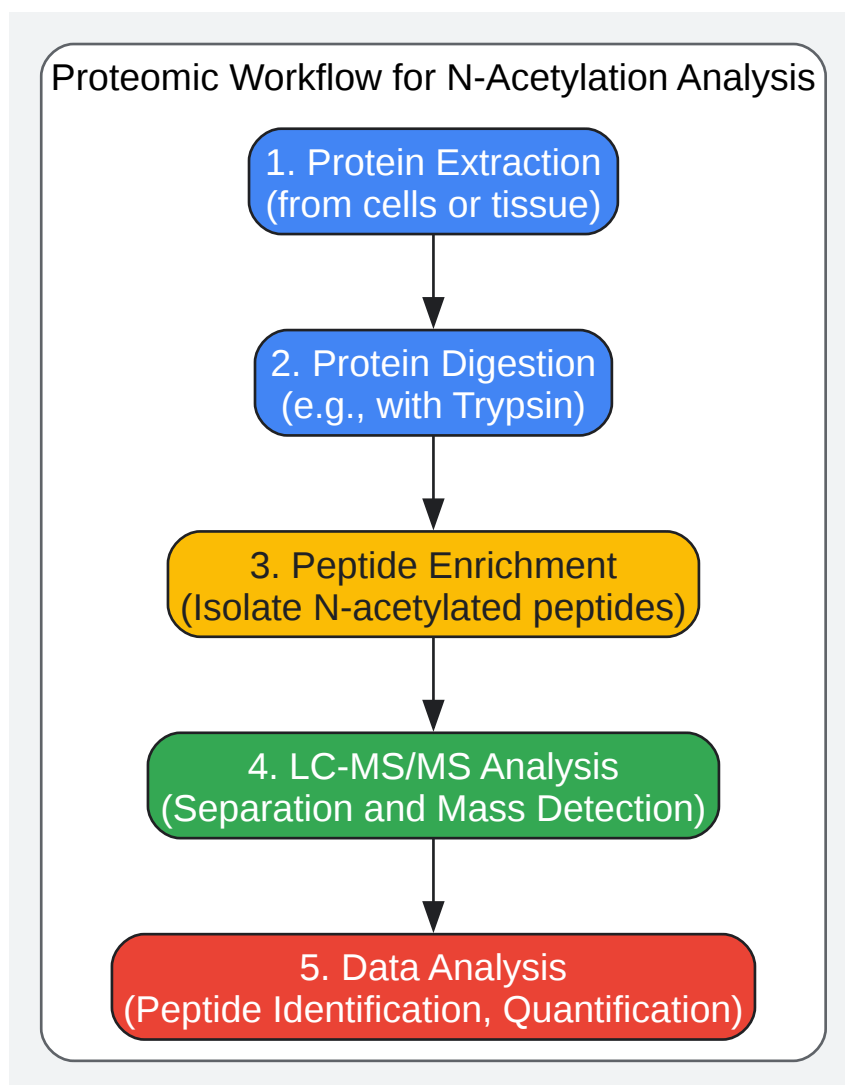 Proteomic Workflow for N-Acetylation Analysis
1. Protein Extraction
(from cells or tissue)
2. Protein Digestion
(e.g., with Trypsin)
3. Peptide Enrichment
(Isolate N-acetylated peptides)
4. LC-MS/MS Analysis
(Separation and Mass Detection)
5. Data Analysis
(Peptide Identification, Quantification)